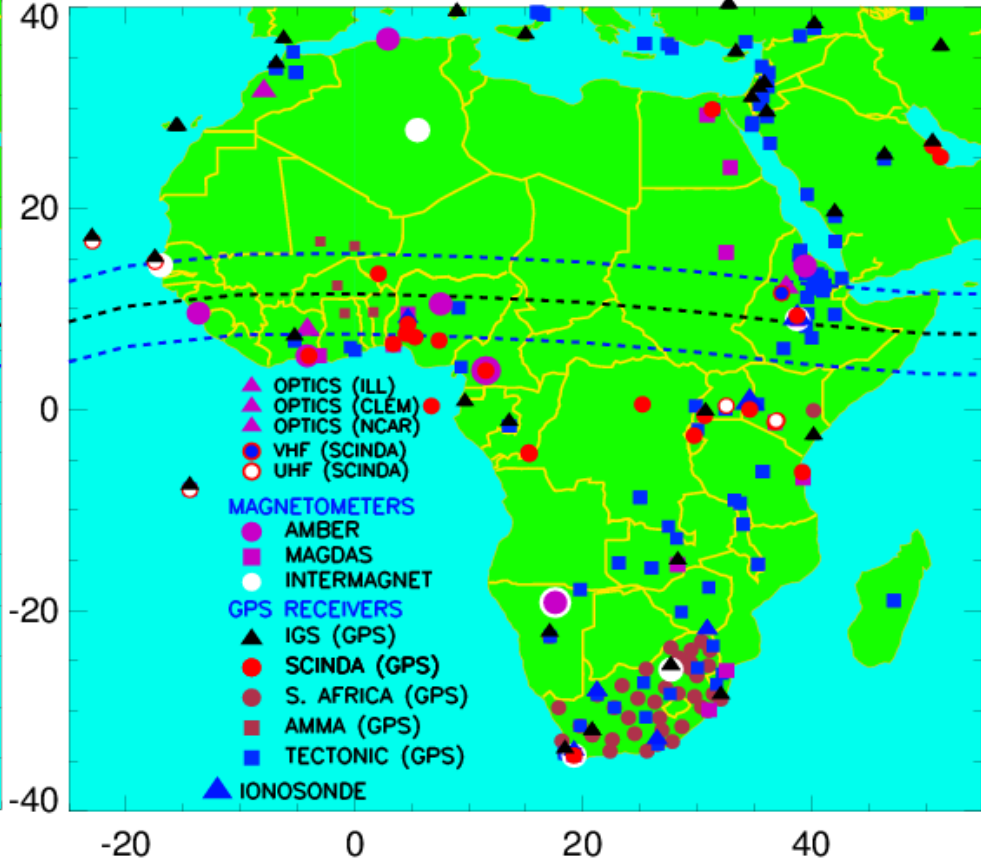 40
20
0
-20
-40
OPTICS (ILL)
OPTICS (CLEM)
OPTICS (NCAR)
VHF (SCINDA)
UHF (SCINDA)
MAGNETOMETERS
AMBER
MAGDAS
INTERMAGNET
GPS RECEIVERS
IGS (GPS)
SCINDA (GPS)
S. AFRICA (GPS)
AMMA (GPS)
TECTONIC (GPS)
IONOSONDE
-20 0 20 40